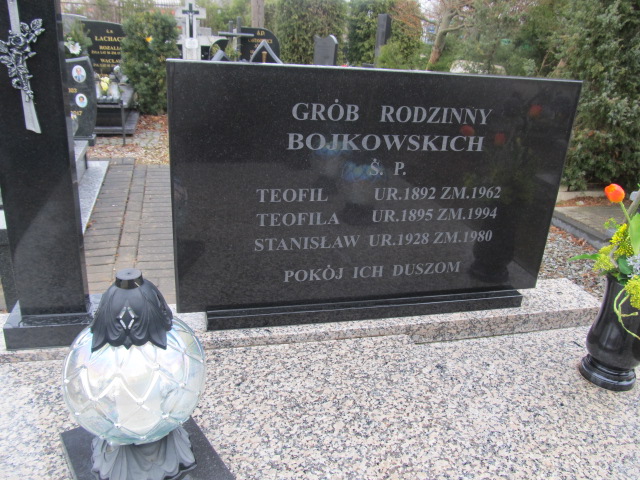 GRÓB RODZINNY
BOJKOWSKICH
Ś. P.
TEOFIL UR.1892 ZM.1962
TEOFILA UR.1895 ZM.1994
STANISŁAW UR.1928 ZM.1980
POKÓJ ICH DUSZOM
ROZALIA